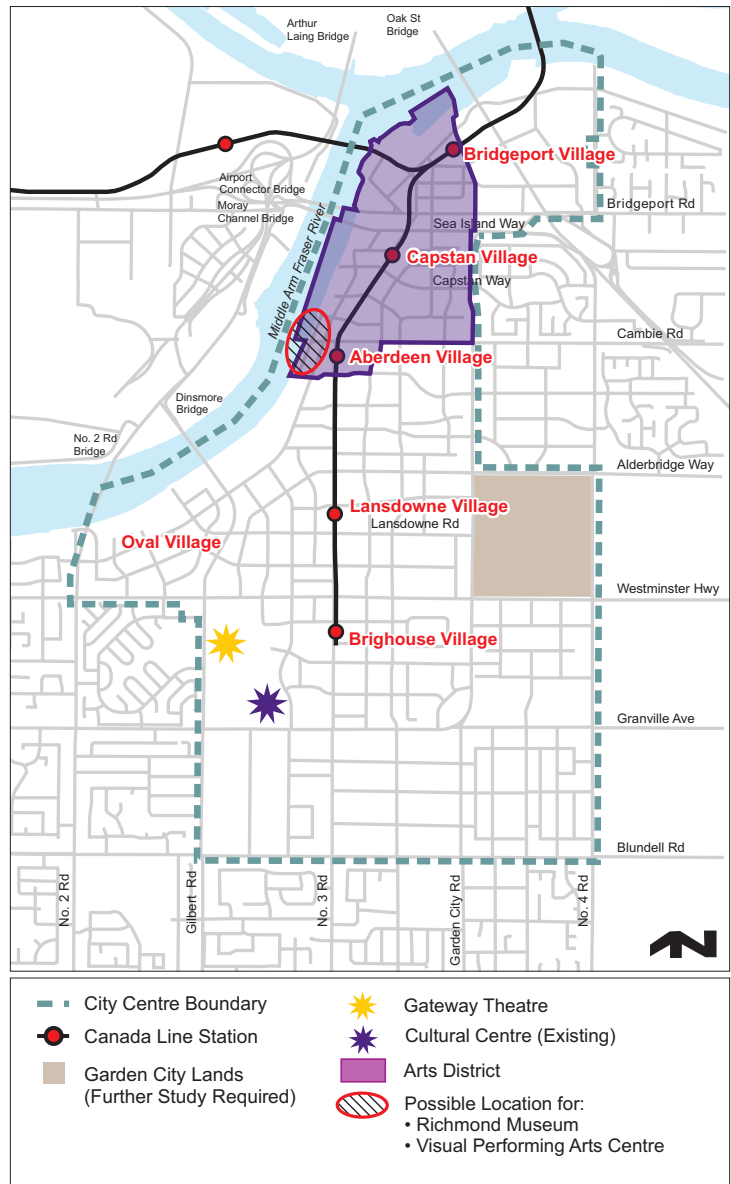 Arthur
Laing Bridge
Oak St
Bridge
Bridgeport Village
Airport
Connector Bridge
Moray
Channel Bridge
Bridgeport Rd
Sea Island Way
Middle Arm Fraser River
Capstan Village
Capstan Way
Cambie Rd
Aberdeen Village
Dinsmore
Bridge
No. 2 Rd
Bridge
Alderbridge Way
Lansdowne Village
Lansdowne Rd
Oval Village
Westminster Hwy
Brighouse Village
Granville Ave
Blundell Rd
No. 2 Rd
Gilbert Rd
No. 3 Rd
Garden City Rd
No. 4 Rd
N
City Centre Boundary
Canada Line Station
Garden City Lands
(Further Study Required)
Gateway Theatre
Cultural Centre (Existing)
Arts District
Possible Location for:
• Richmond Museum
• Visual Performing Arts Centre